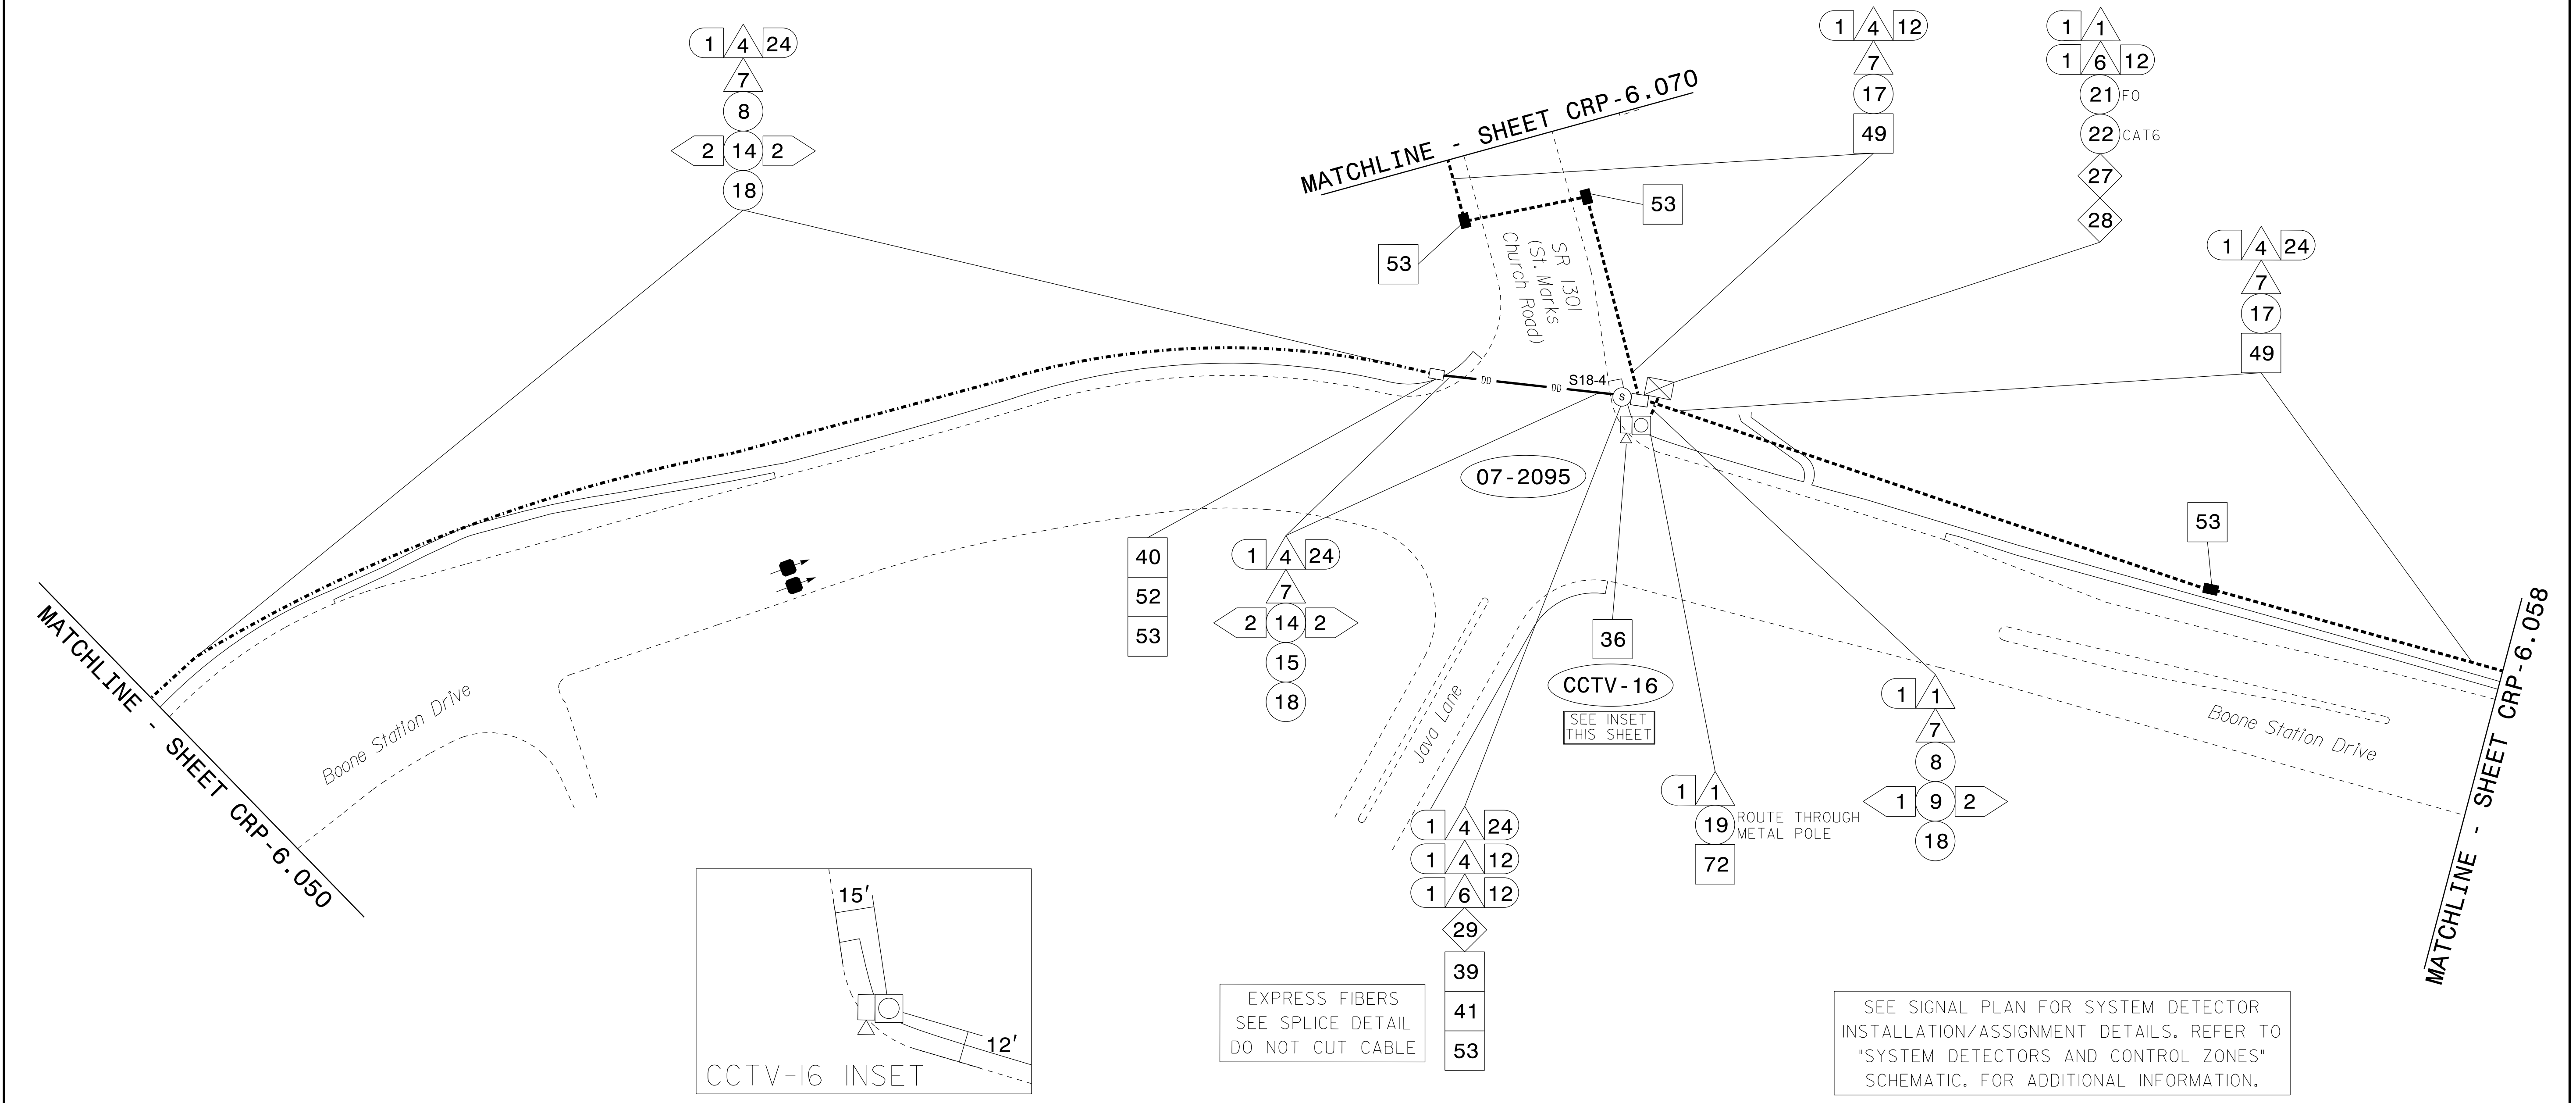 1 4 24
7
8
2 14 2
18
MATCHLINE - SHEET CRP-6.070
1 4 12
7
17
49
1 1
1 6 12
21 FO
22 CAT6
27
28
53
53
SR 1301
(St. Marks
Church Road)
1 4 24
7
17
49
S18-4
07-2095
53
40
52
53
1 4 24
7
2 14 2
15
18
36
CCTV-16
SEE INSET
THIS SHEET
1 1
19 ROUTE THROUGH
METAL POLE
72
1 1
7
8
1 9 2
18
MATCHLINE - SHEET CRP-6.050
Boone Station Drive
Java Lane
Boone Station Drive
MATCHLINE - SHEET CRP-6.058
DD
DD
S
1 4 24
1 4 12
1 6 12
29
39
41
53
15'
12'
CCTV-16 INSET
EXPRESS FIBERS
SEE SPLICE DETAIL
DO NOT CUT CABLE
SEE SIGNAL PLAN FOR SYSTEM DETECTOR
INSTALLATION/ASSIGNMENT DETAILS. REFER TO
"SYSTEM DETECTORS AND CONTROL ZONES"
SCHEMATIC. FOR ADDITIONAL INFORMATION.